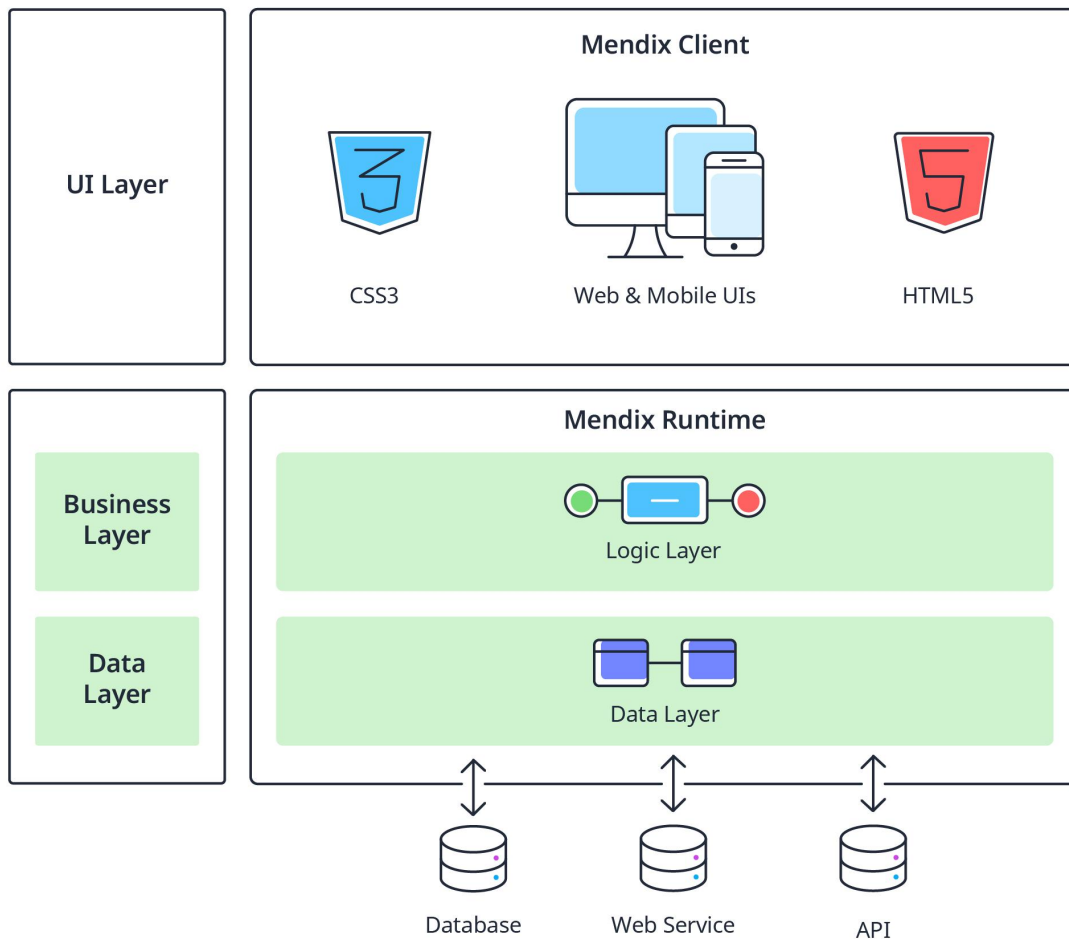 UI Layer
Mendix Client
CSS3
Web & Mobile UIs
HTML5
Mendix Runtime
Business
Layer
Logic Layer
Data
Layer
Data Layer
Database
Web Service
API